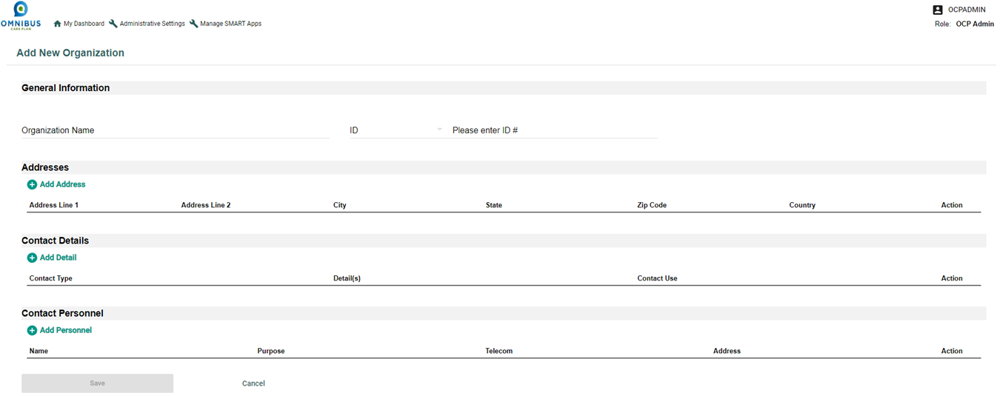 OMNIBUS
CARE PLAN
My Dashboard Administrative Settings Manage SMART Apps
OCPADMIN
Role: OCP Admin
Add New Organization
General Information
Organization Name ID Please enter ID #
Addresses
Add Address
Address Line 1 Address Line 2 City State Zip Code Country Action
Contact Details
Add Detail
Contact Type Detail(s) Contact Use Action
Contact Personnel
Add Personnel
Name Purpose Telecom Address Action
Save Cancel